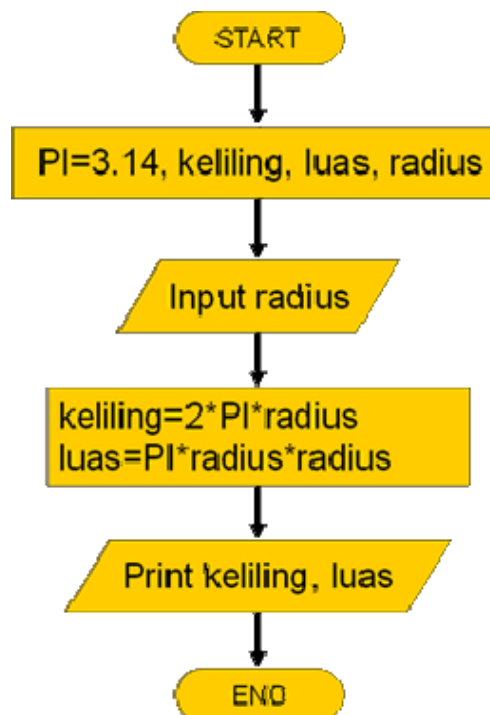 START
PI=3.14, keliling, luas, radius
Input radius
keliling=2*PI*radius
luas=PI*radius*radius
Print keliling, luas
END